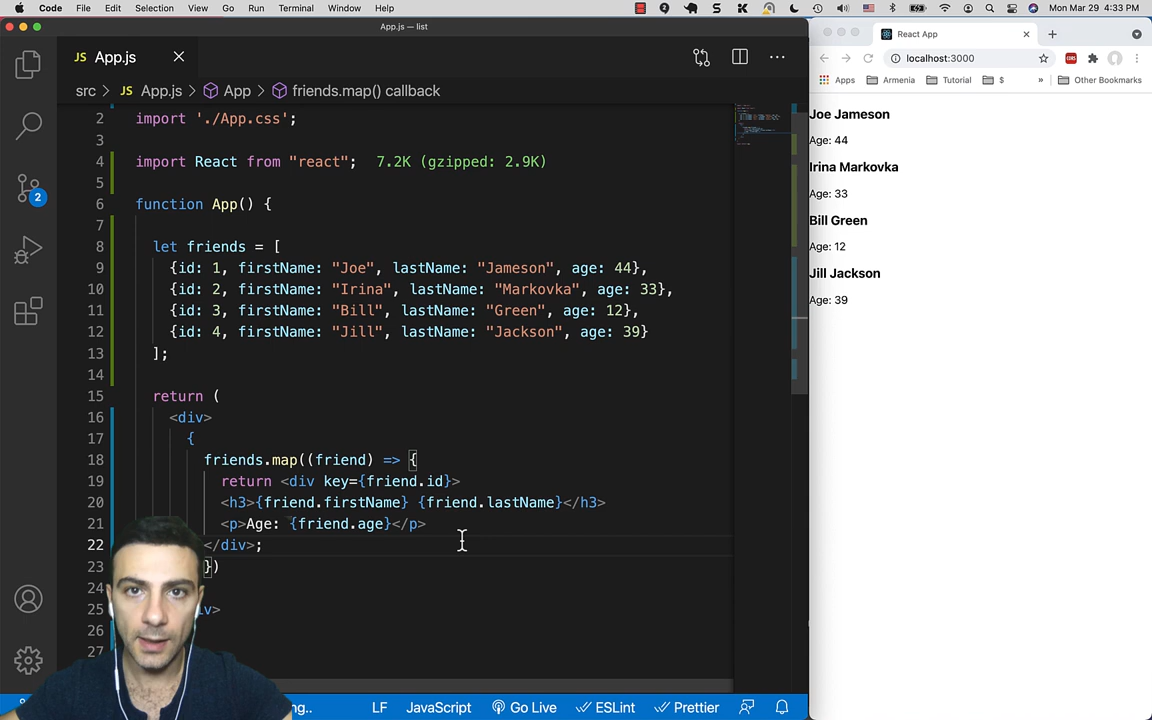 Code File Edit Selection View Go Run Terminal Window Help Mon Mar 29 4:33 PM
App.js — list
JS App.js
src > JS App.js > App > friends.map() callback
2 import './App.css';
3
4 import React from "react"; 7.2K (gzipped: 2.9K)
5
6 function App() {
7
8 let friends = [
9 {id: 1, firstName: "Joe", lastName: "Jameson", age: 44},
10 {id: 2, firstName: "Irina", lastName: "Markovka", age: 33},
11 {id: 3, firstName: "Bill", lastName: "Green", age: 12},
12 {id: 4, firstName: "Jill", lastName: "Jackson", age: 39}
13 ];
14
15 return (
16 <div>
17 {
18 friends.map((friend) => {
19 return <div key={friend.id}>
20 <h3>{friend.firstName} {friend.lastName}</h3>
21 <p>Age: {friend.age}</p>
22 </div>;
23 })
24
25 iv>
26
27
2
LF JavaScript Go Live ESLint Prettier
React App
localhost:3000
Apps Armenia Tutorial $ » Other Bookmarks
Joe Jameson
Age: 44
Irina Markovka
Age: 33
Bill Green
Age: 12
Jill Jackson
Age: 39